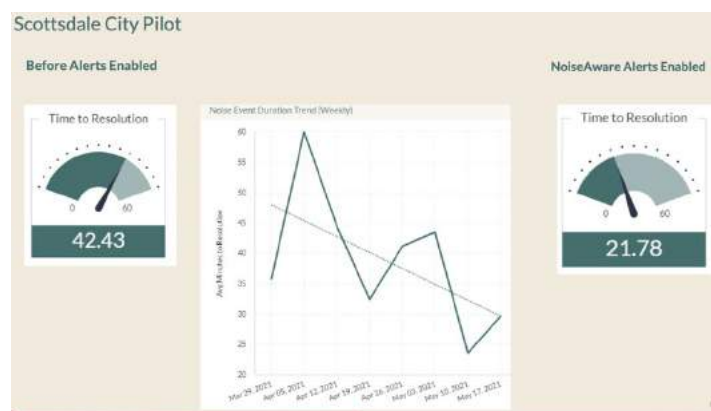 Scottsdale City Pilot
Before Alerts Enabled
NoiseAware Alerts Enabled
Time to Resolution
0
60
42.43
Noise Event Duration Trend (Weekly)
Avg Minutes to Resolution
60
55
50
45
40
35
30
25
20
Mar 29, 2021
Apr 05, 2021
Apr 12, 2021
Apr 19, 2021
Apr 26, 2021
May 03, 2021
May 10, 2021
May 17, 2021
Time to Resolution
0
60
21.78